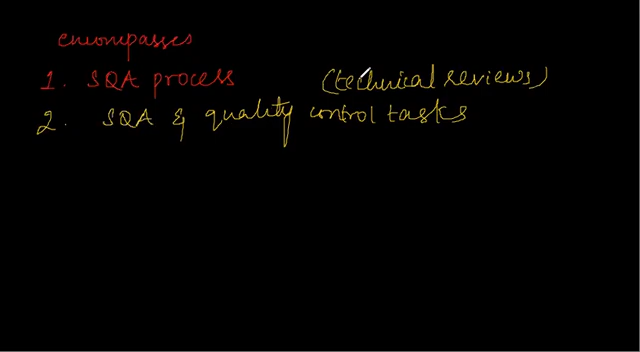 encompasses
1. SQA process (technical reviews)
2. SQA & quality control tasks